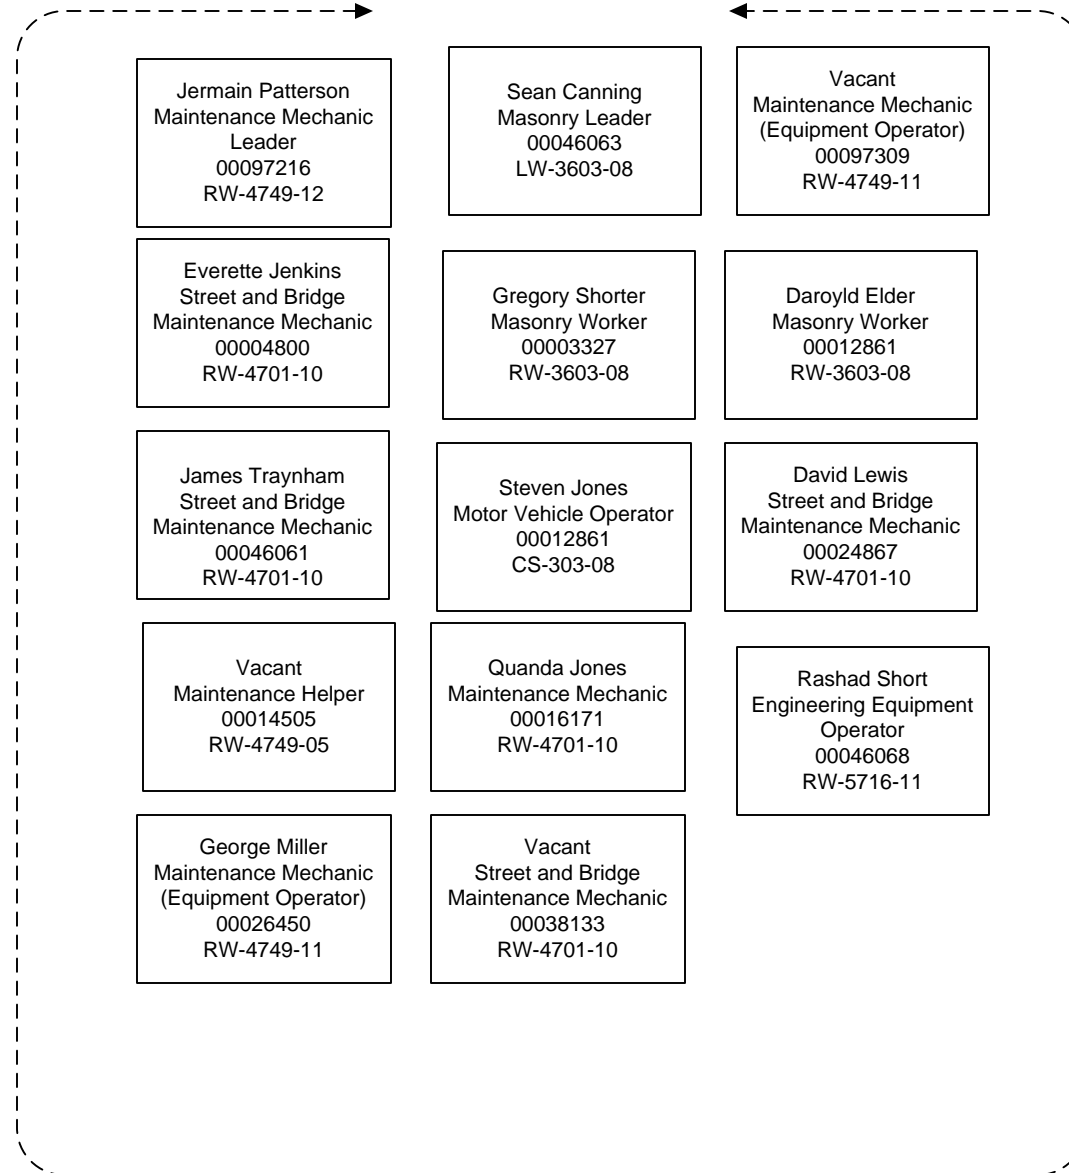 Jermain Patterson
Maintenance Mechanic
Leader
00097216
RW-4749-12
Sean Canning
Masonry Leader
00046063
LW-3603-08
Vacant
Maintenance Mechanic
(Equipment Operator)
00097309
RW-4749-11
Everette Jenkins
Street and Bridge
Maintenance Mechanic
00004800
RW-4701-10
Gregory Shorter
Masonry Worker
00003327
RW-3603-08
Daroyld Elder
Masonry Worker
00012861
RW-3603-08
James Traynham
Street and Bridge
Maintenance Mechanic
00046061
RW-4701-10
Steven Jones
Motor Vehicle Operator
00012861
CS-303-08
David Lewis
Street and Bridge
Maintenance Mechanic
00024867
RW-4701-10
Vacant
Maintenance Helper
00014505
RW-4749-05
Quanda Jones
Maintenance Mechanic
00016171
RW-4701-10
Rashad Short
Engineering Equipment
Operator
00046068
RW-5716-11
George Miller
Maintenance Mechanic
(Equipment Operator)
00026450
RW-4749-11
Vacant
Street and Bridge
Maintenance Mechanic
00038133
RW-4701-10